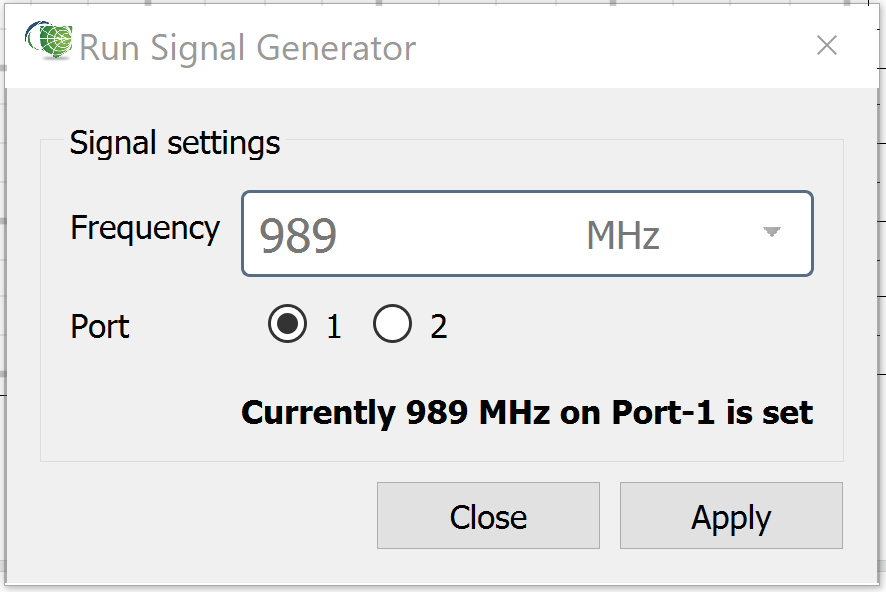 Run Signal Generator
Signal settings
Frequency 989 MHz
Port 1 2
Currently 989 MHz on Port-1 is set
Close Apply